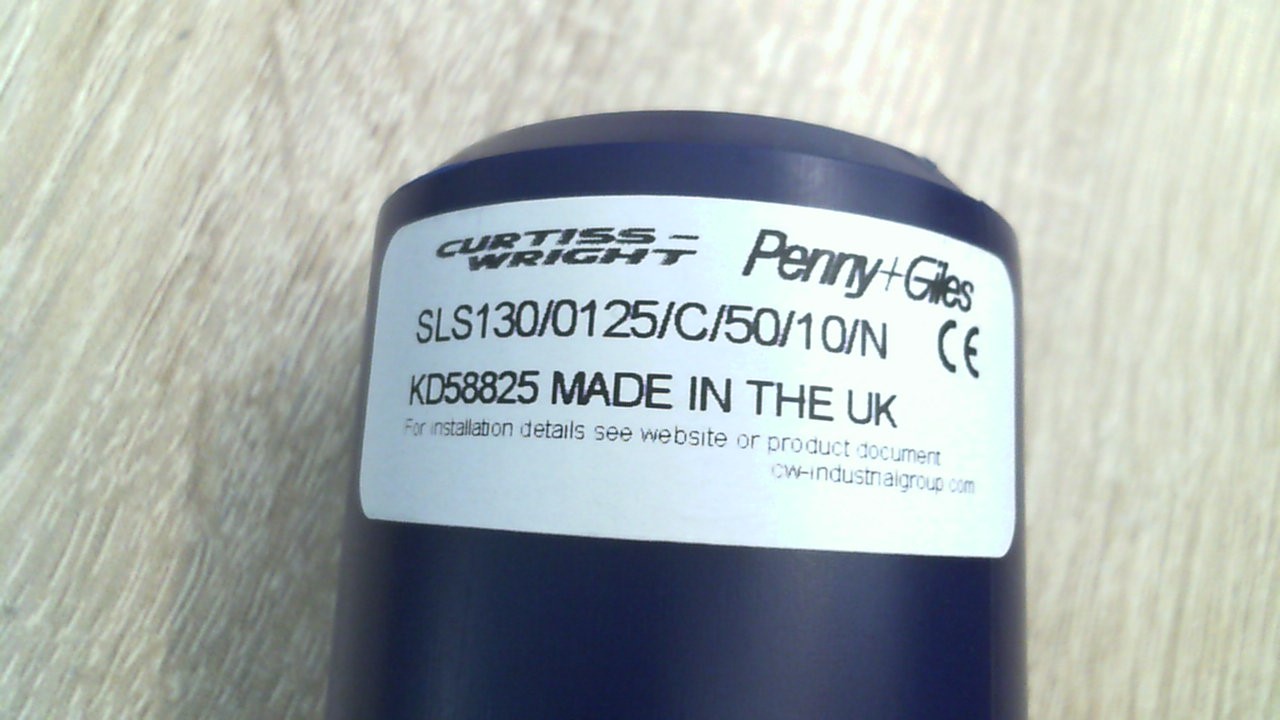 CURTISS-
WRIGHT
Penny+Giles
SLS130/0125/C/50/10/N CE
KD58825 MADE IN THE UK
For installation details see website or product document
cw-industrialgroup.com